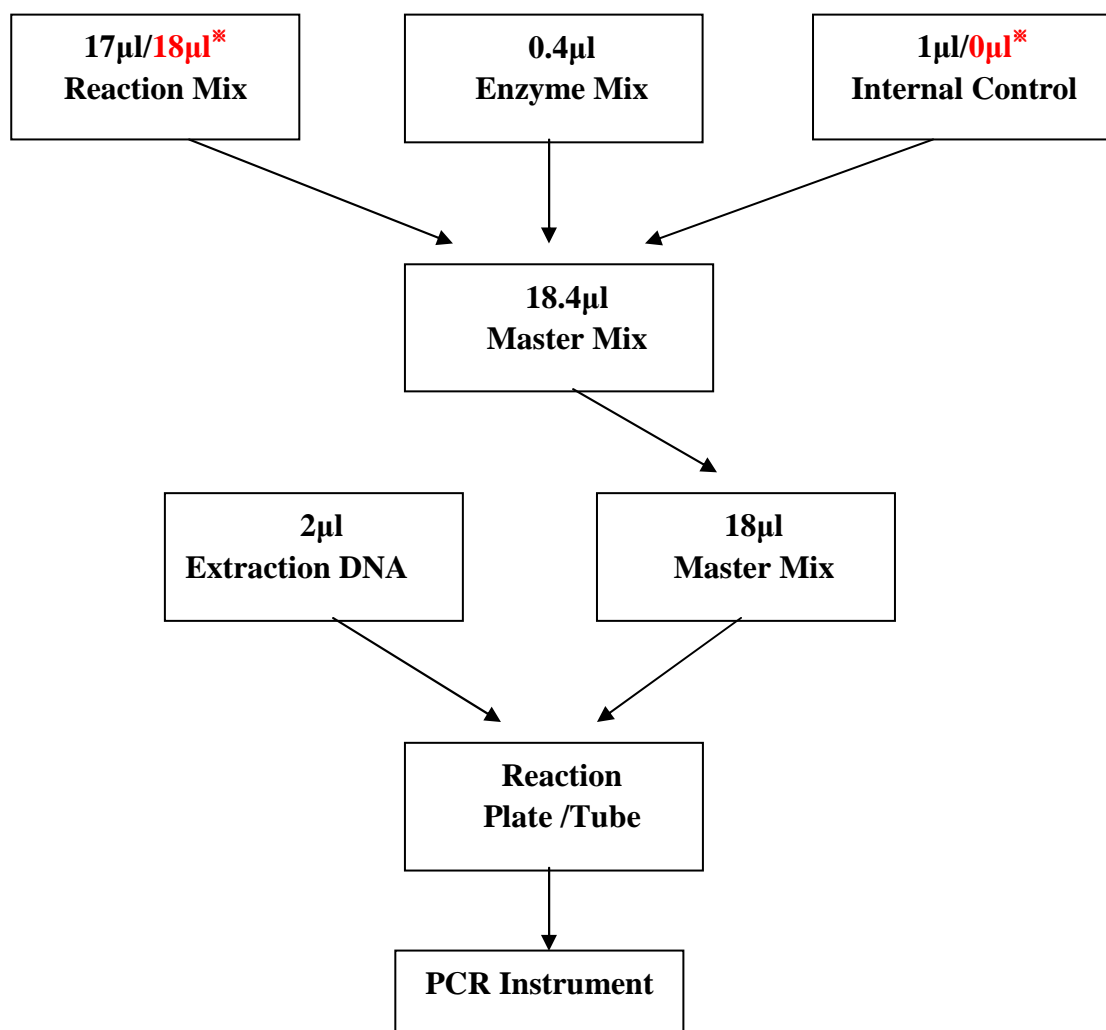 17μl/18μl※
Reaction Mix
0.4μl
Enzyme Mix
1μl/0μl※
Internal Control
18.4μl
Master Mix
2μl
Extraction DNA
18μl
Master Mix
Reaction
Plate /Tube
PCR Instrument